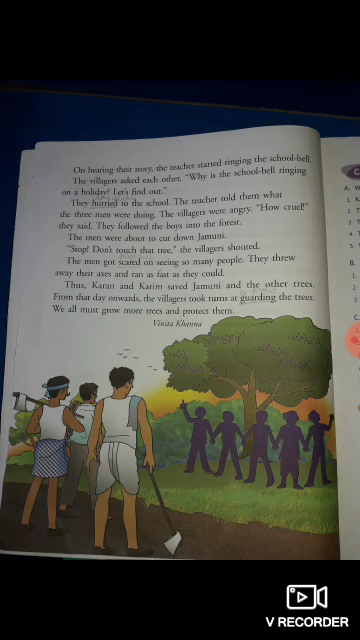 On hearing their story, the teacher started ringing the school-bell.
The villagers asked each other, “Why is the school-bell ringing
on a holiday? Let's find out.”
They hurried to the school. The teacher told them what
the three men were doing. The villagers were angry. “How cruel!”
they said. They followed the boys into the forest.
The men were about to cut down Jamuni.
“Stop! Don't touch that tree,” the villagers shouted.
The men got scared on seeing so many people. They threw
away their axes and ran as fast as they could.
Thus, Karan and Karim saved Jamuni and the other trees.
From that day onwards, the villagers took turns at guarding the trees.
We all must grow more trees and protect them.
Vinita Khanna
V RECORDER